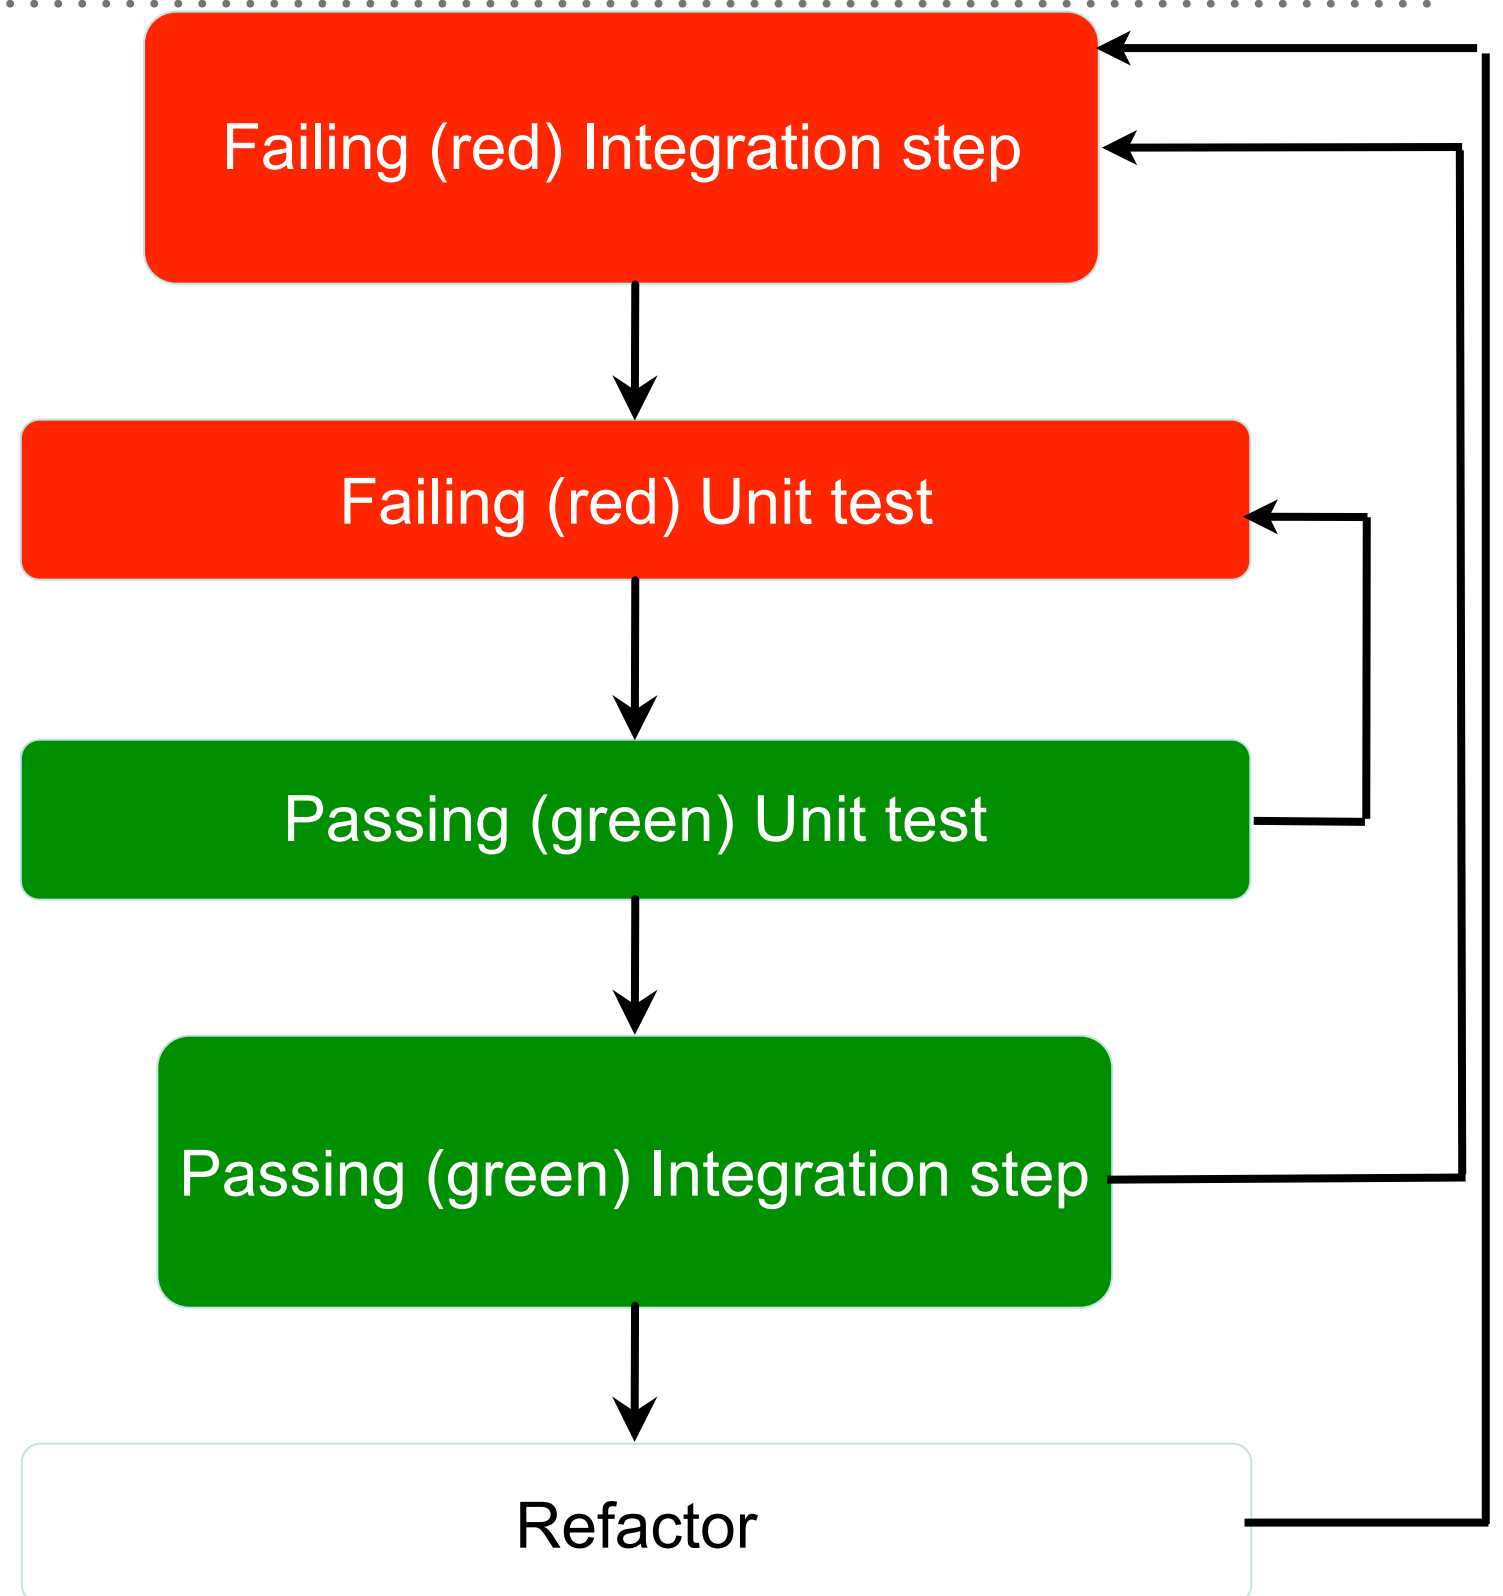 Failing (red) Integration step
Failing (red) Unit test
Passing (green) Unit test
Passing (green) Integration step
Refactor